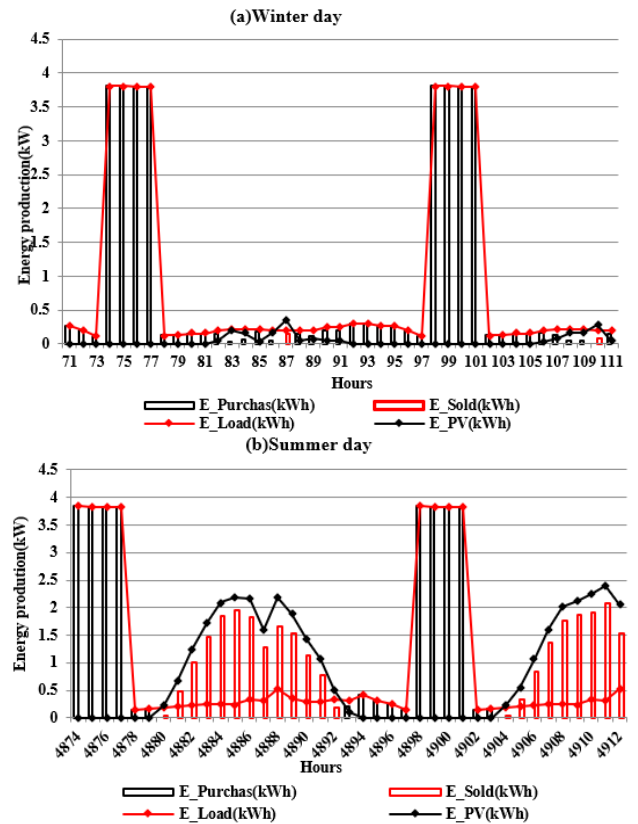 (a)Winter day
4.5
4
3.5
3
2.5
2
1.5
1
0.5
0
Energy production(kW)
71 73 75 77 79 81 83 85 87 89 91 93 95 97 99 101 103 105 107 109 111
Hours
E_Purchas(kWh) E_Sold(kWh)
E_Load(kWh) E_PV(kWh)
(b)Summer day
4.5
4
3.5
3
2.5
2
1.5
1
0.5
0
Energy prodution(kW)
4874 4876 4878 4880 4882 4884 4886 4888 4890 4892 4894 4896 4898 4900 4902 4904 4906 4908 4910 4912
Hours
E_Purchas(kWh) E_Sold(kWh)
E_Load(kWh) E_PV(kWh)